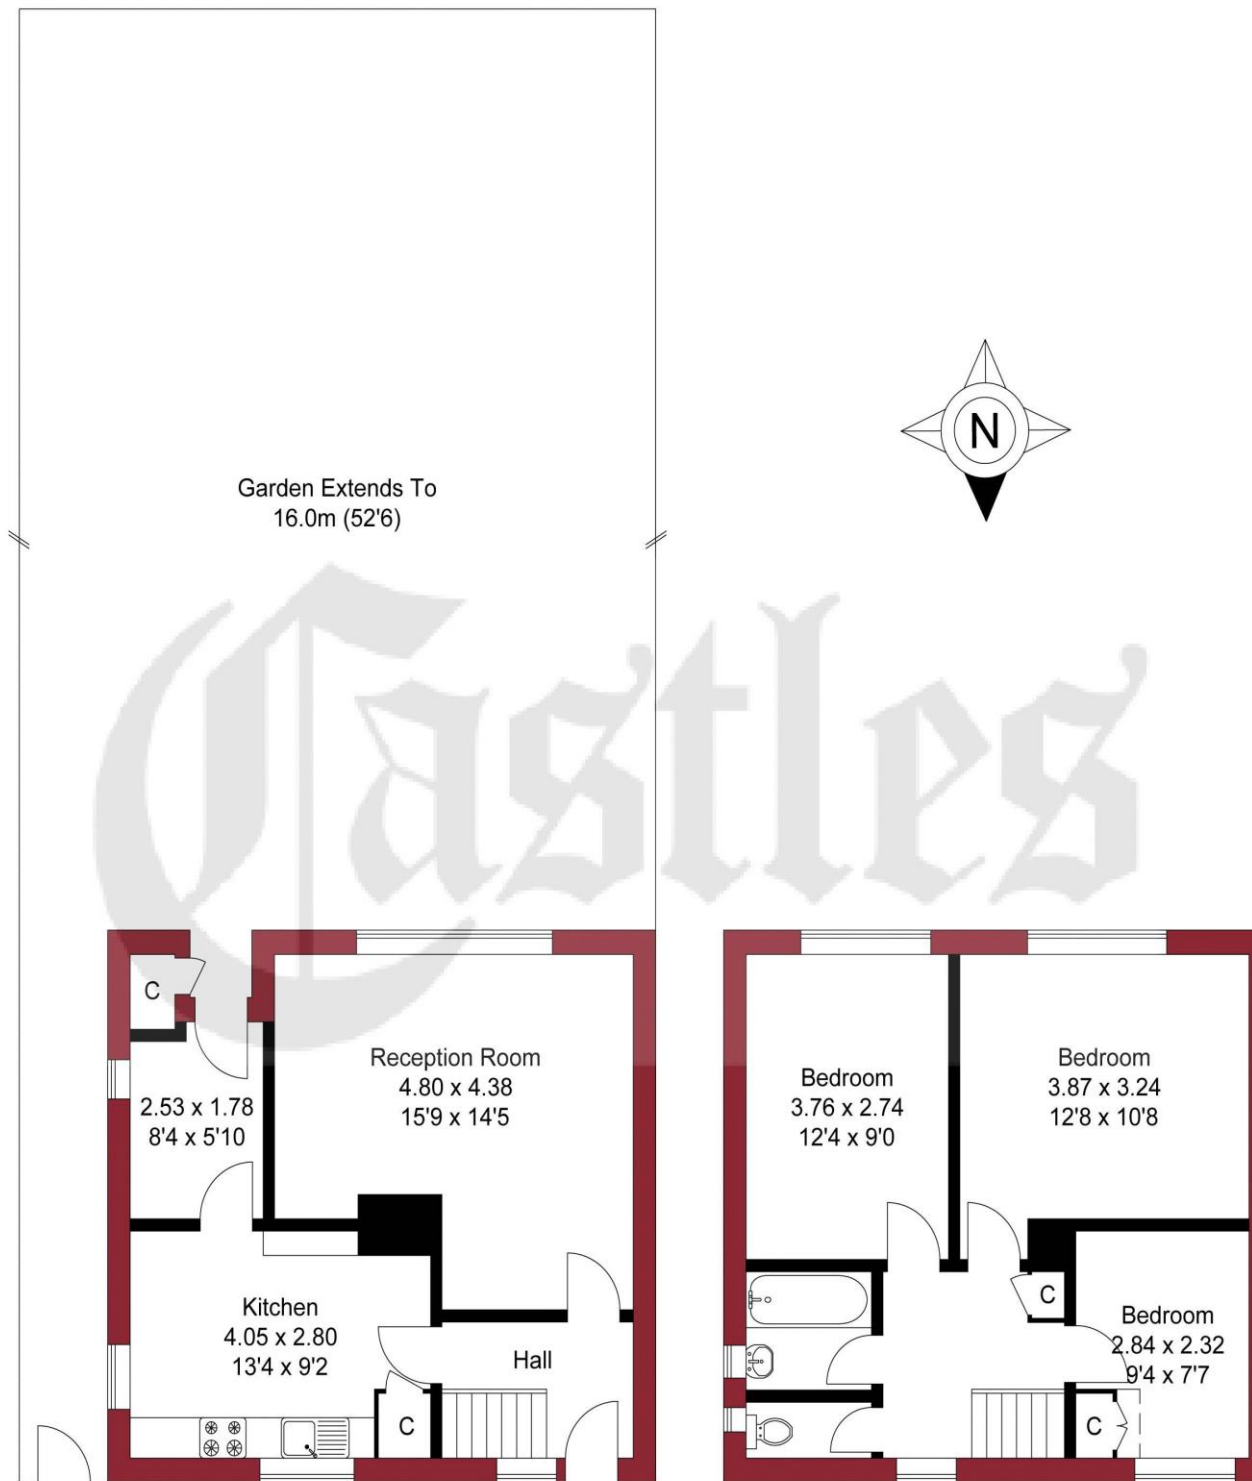 Garden Extends To
16.0m (52'6)
N
Castles
C
Reception Room
4.80 x 4.38
15'9 x 14'5
2.53 x 1.78
8'4 x 5'10
Kitchen
4.05 x 2.80
13'4 x 9'2
Hall
C
Bedroom
3.76 x 2.74
12'4 x 9'0
Bedroom
3.87 x 3.24
12'8 x 10'8
C
Bedroom
2.84 x 2.32
9'4 x 7'7
C